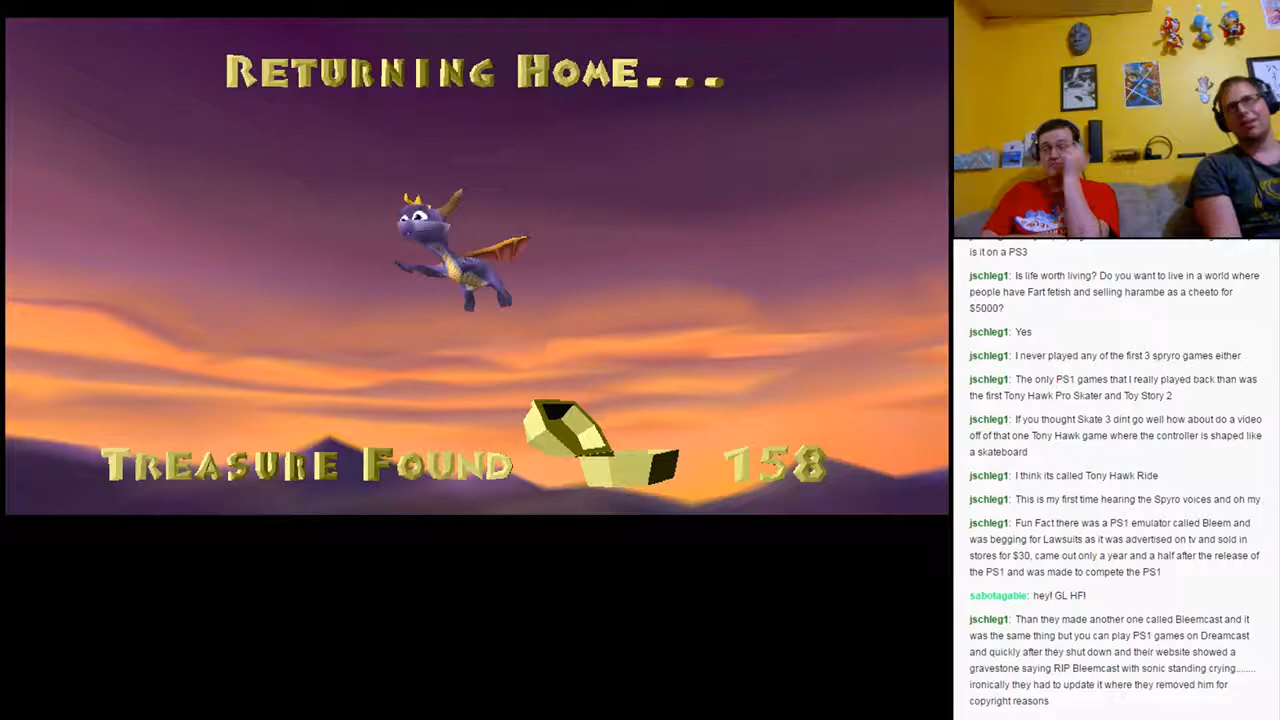 RETURNING HOME...
TREASURE FOUND 158
is it on a PS3
jschleg1: Is life worth living? Do you want to live in a world where
people have Fart fetish and selling harambe as a cheeto for
$5000?
jschleg1: Yes
jschleg1: I never played any of the first 3 spryro games either
jschleg1: The only PS1 games that I really played back than was
the first Tony Hawk Pro Skater and Toy Story 2
jschleg1: If you thought Skate 3 dint go well how about do a video
off of that one Tony Hawk game where the controller is shaped like
a skateboard
jschleg1: I think its called Tony Hawk Ride
jschleg1: This is my first time hearing the Spyro voices and oh my
jschleg1: Fun Fact there was a PS1 emulator called Bleem and
was begging for Lawsuits as it was advertised on tv and sold in
stores for $30, came out only a year and a half after the release of
the PS1 and was made to compete the PS1
sabotagable: hey! GL HF!
jschleg1: Than they made another one called Bleemcast and it
was the same thing but you can play PS1 games on Dreamcast
and quickly after they shut down and their website showed a
gravestone saying RIP Bleemcast with sonic standing crying........
ironically they had to update it where they removed him for
copyright reasons